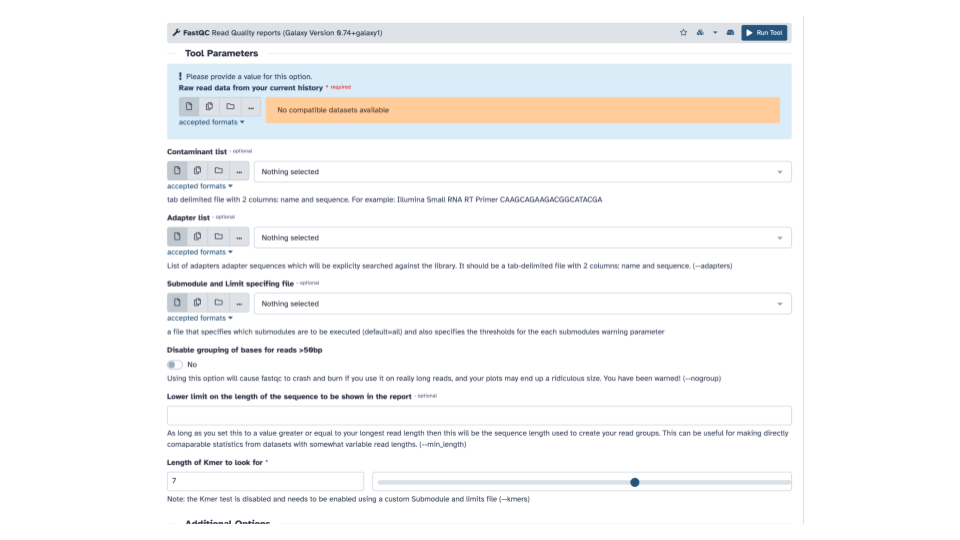 FastQC Read Quality reports (Galaxy Version 0.74+galaxy1)
Run Tool
Tool Parameters
! Please provide a value for this option.
Raw read data from your current history * required
...
No compatible datasets available
accepted formats
Contaminant list - optional
...
Nothing selected
accepted formats
tab delimited file with 2 columns: name and sequence. For example: Illumina Small RNA RT Primer CAAGCAGAAGACGGCATACGA
Adapter list - optional
...
Nothing selected
accepted formats
List of adapters adapter sequences which will be explicity searched against the library. It should be a tab-delimited file with 2 columns: name and sequence. (--adapters)
Submodule and Limit specifing file - optional
...
Nothing selected
accepted formats
a file that specifies which submodules are to be executed (default=all) and also specifies the thresholds for the each submodules warning parameter
Disable grouping of bases for reads >50bp
No
Using this option will cause fastqc to crash and burn if you use it on really long reads, and your plots may end up a ridiculous size. You have been warned! (--nogroup)
Lower limit on the length of the sequence to be shown in the report - optional
As long as you set this to a value greater or equal to your longest read length then this will be the sequence length used to create your read groups. This can be useful for making directly
comaparable statistics from datasets with somewhat variable read lengths. (--min_length)
Length of Kmer to look for *
7
Note: the Kmer test is disabled and needs to be enabled using a custom Submodule and limits file (--kmers)
Additional Options